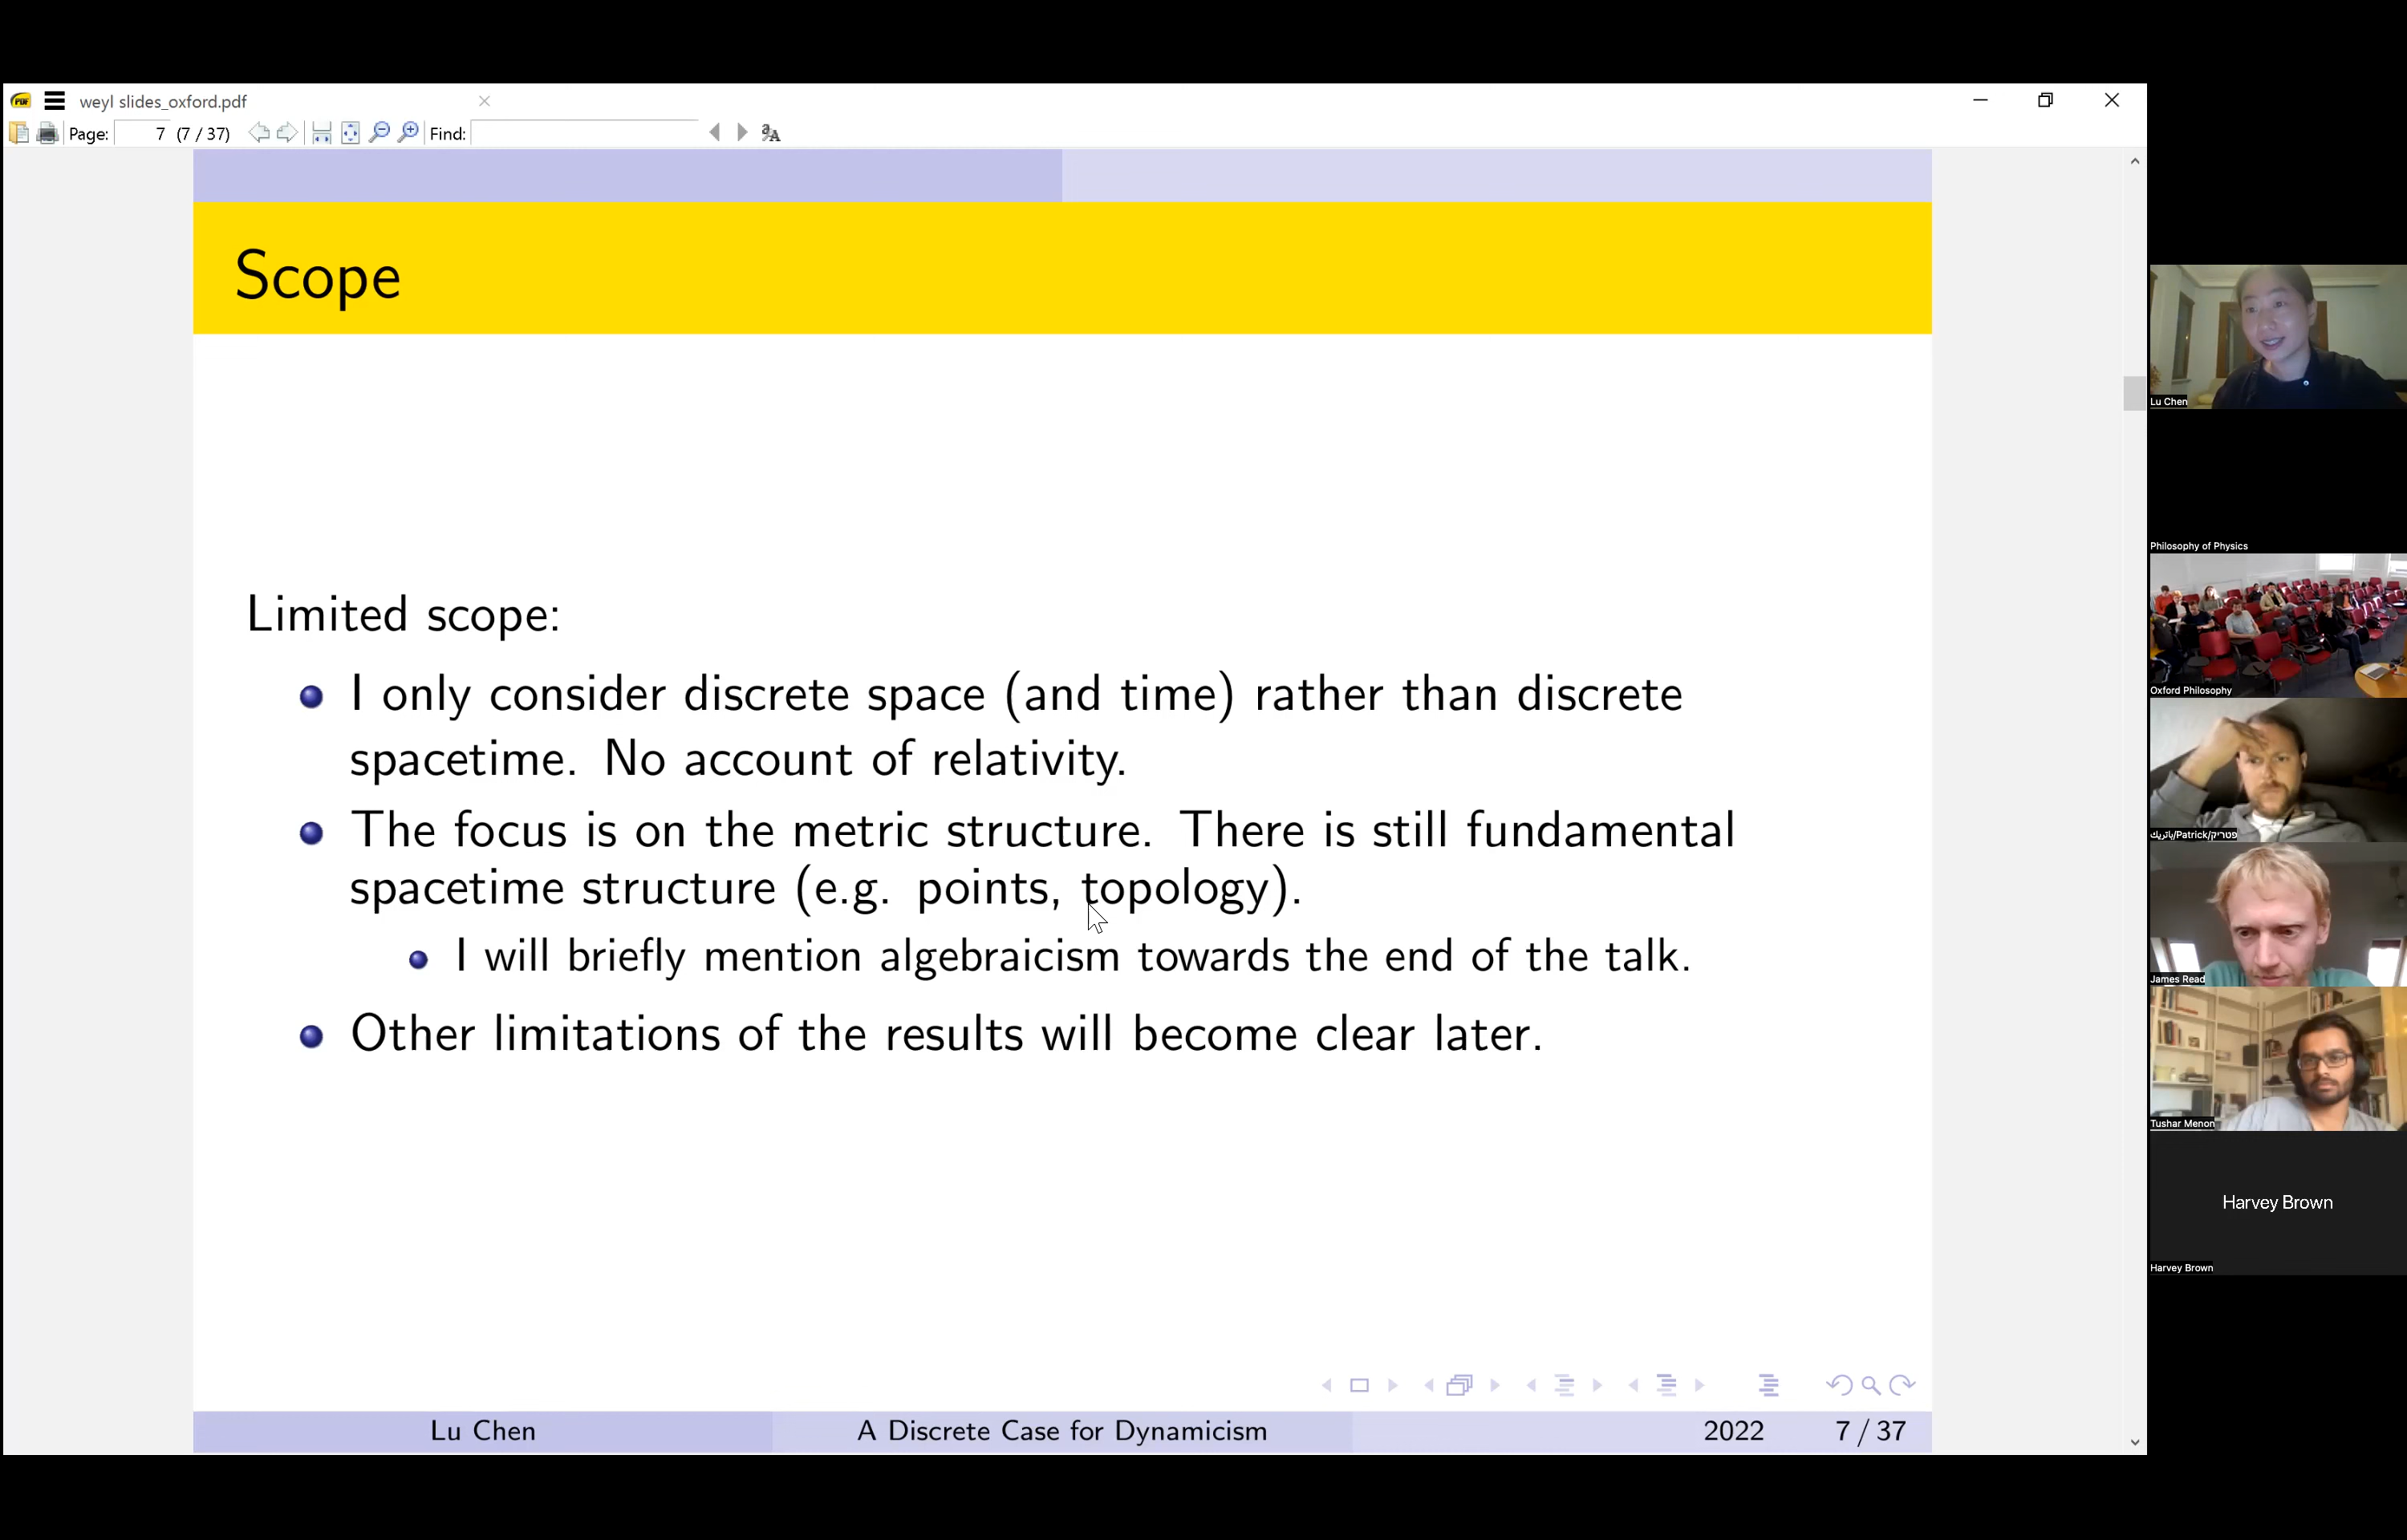 weyl slides_oxford.pdf
Page: 7 (7 / 37) Find:
Scope
Limited scope:
I only consider discrete space (and time) rather than discrete
spacetime. No account of relativity.
The focus is on the metric structure. There is still fundamental
spacetime structure (e.g. points, topology).
I will briefly mention algebraicism towards the end of the talk.
Other limitations of the results will become clear later.
Lu Chen A Discrete Case for Dynamicism 2022 7 / 37
Lu Chen
Philosophy of Physics
Oxford Philosophy
פטריק/Patrick/باتريك
James Read
Tushar Menon
Harvey Brown
Harvey Brown